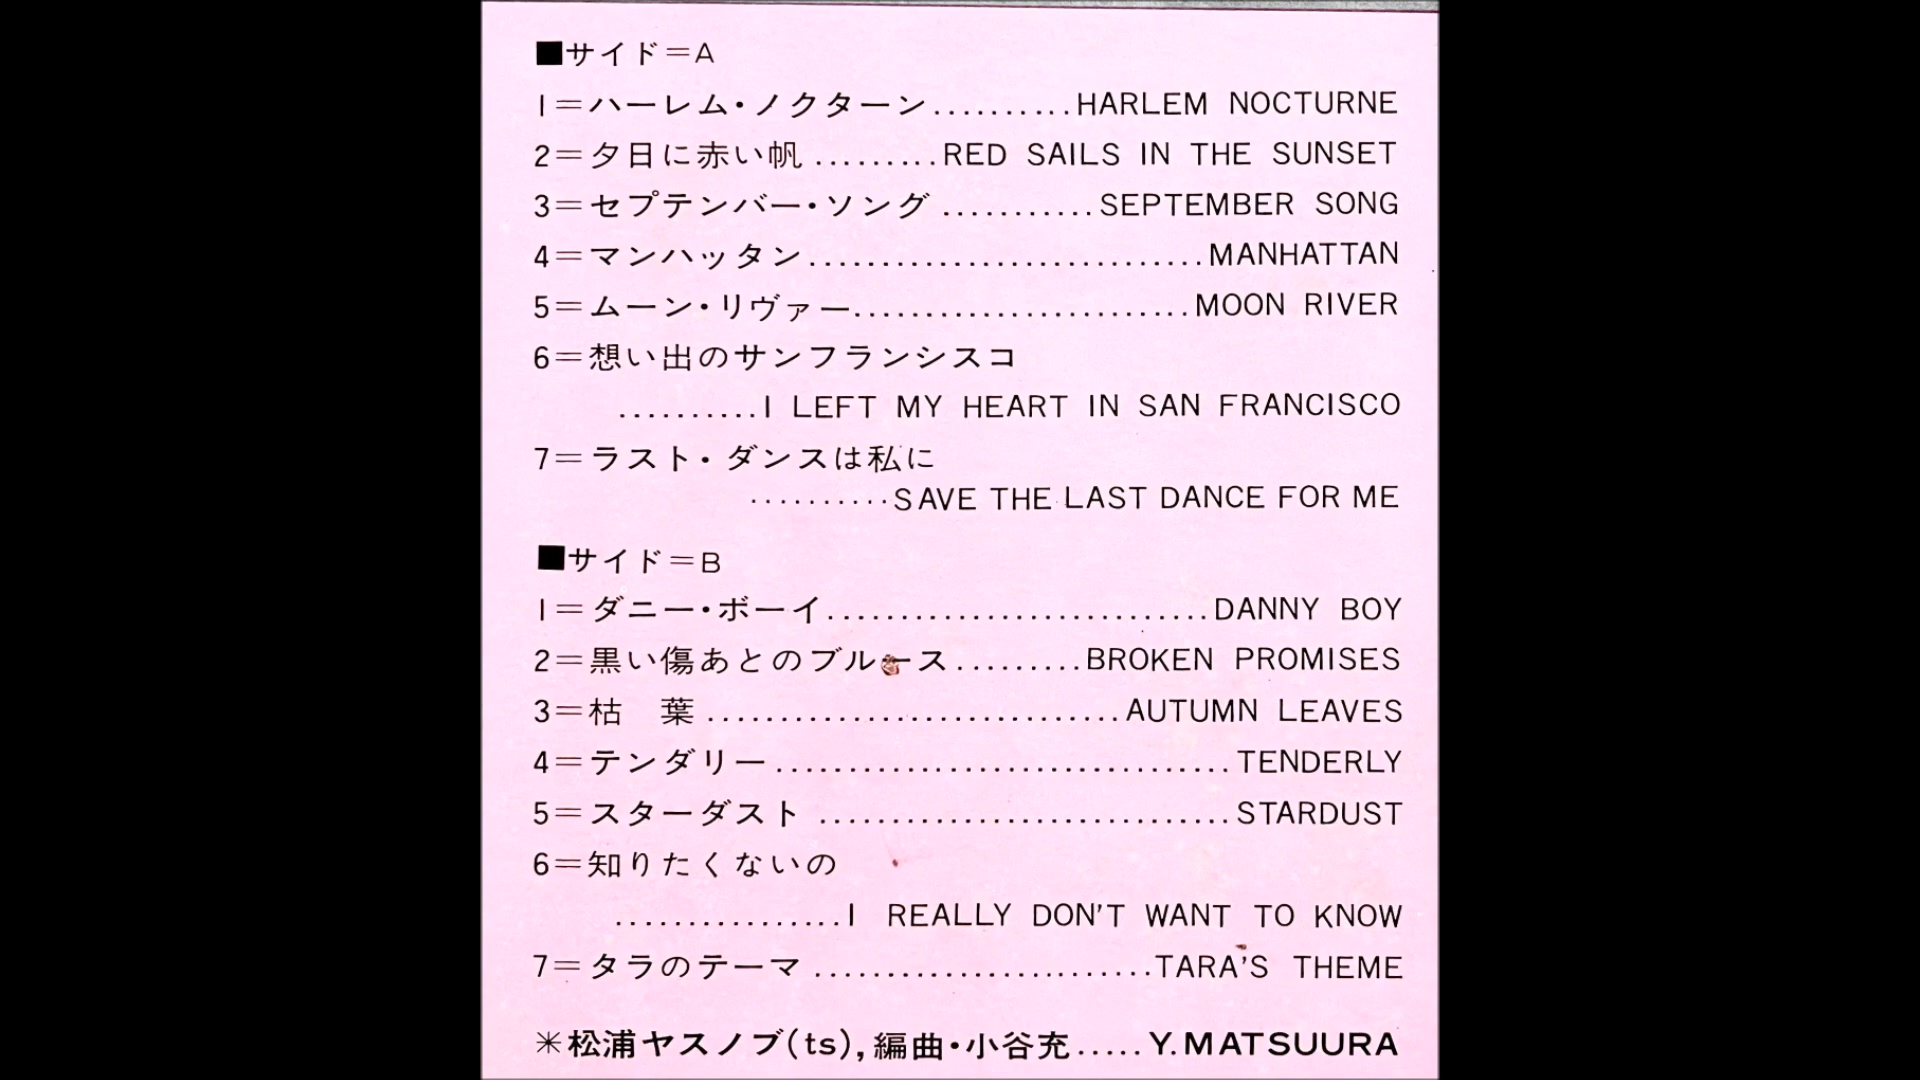 ■サイド=A
1=ハーレム・ノクターン..........HARLEM NOCTURNE
2=夕日に赤い帆.........RED SAILS IN THE SUNSET
3=セプテンバー・ソング...........SEPTEMBER SONG
4=マンハッタン...........................MANHATTAN
5=ムーン・リヴァー.......................MOON RIVER
6=想い出のサンフランシスコ
..........I LEFT MY HEART IN SAN FRANCISCO
7=ラスト・ダンスは私に
..........SAVE THE LAST DANCE FOR ME
■サイド=B
1=ダニー・ボーイ..........................DANNY BOY
2=黒い傷あとのブルース.........BROKEN PROMISES
3=枯 葉............................AUTUMN LEAVES
4=テンダリー...............................TENDERLY
5=スターダスト............................STARDUST
6=知りたくないの
................I REALLY DON'T WANT TO KNOW
7=タラのテーマ.......................TARA'S THEME
＊松浦ヤスノブ(ts),編曲・小谷充.....Y.MATSUURA